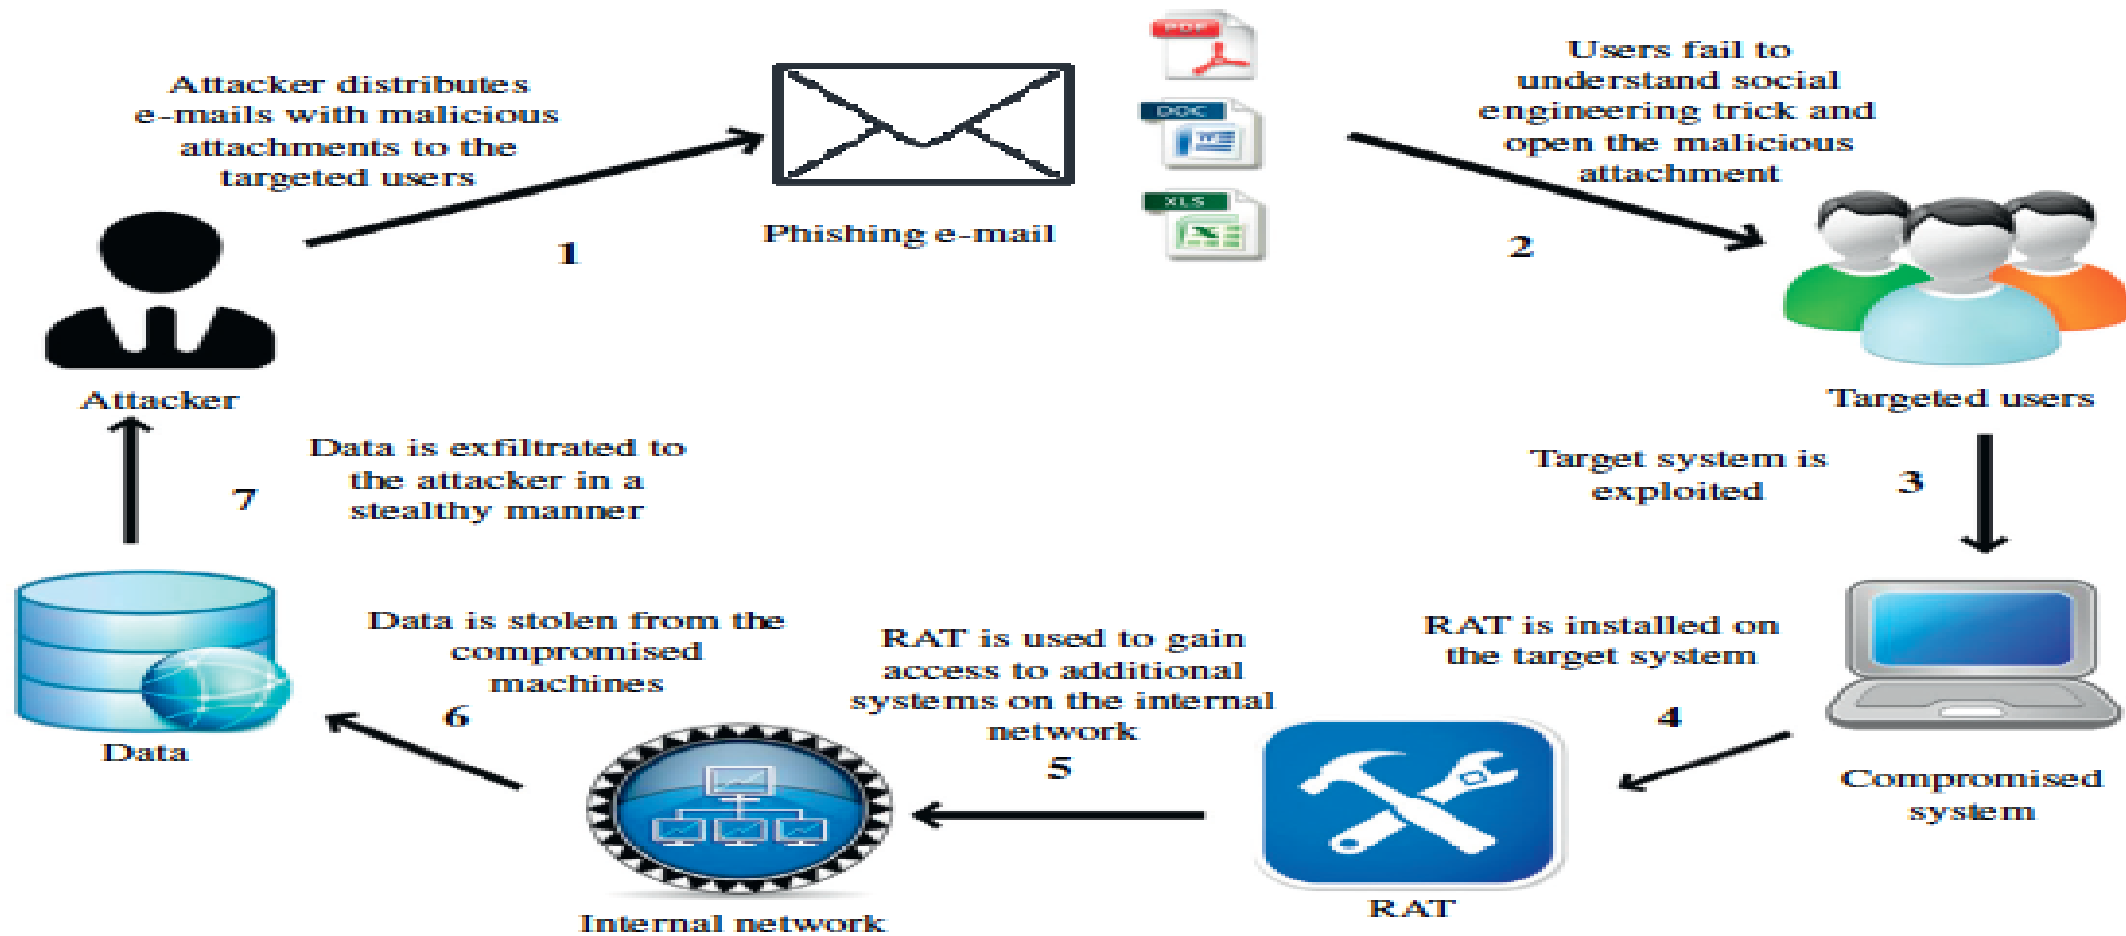 Attacker distributes
e-mails with malicious
attachments to the
targeted users
1
Attacker
Phishing e-mail
PDF
DOC
XLS
Users fail to
understand social
engineering trick and
open the malicious
attachment
2
Targeted users
Target system is
exploited
3
Compromised
system
RAT is installed on
the target system
4
RAT
RAT is used to gain
access to additional
systems on the internal
network
5
Internal network
Data is stolen from the
compromised
machines
6
Data
Data is exfiltrated to
the attacker in a
stealthy manner
7